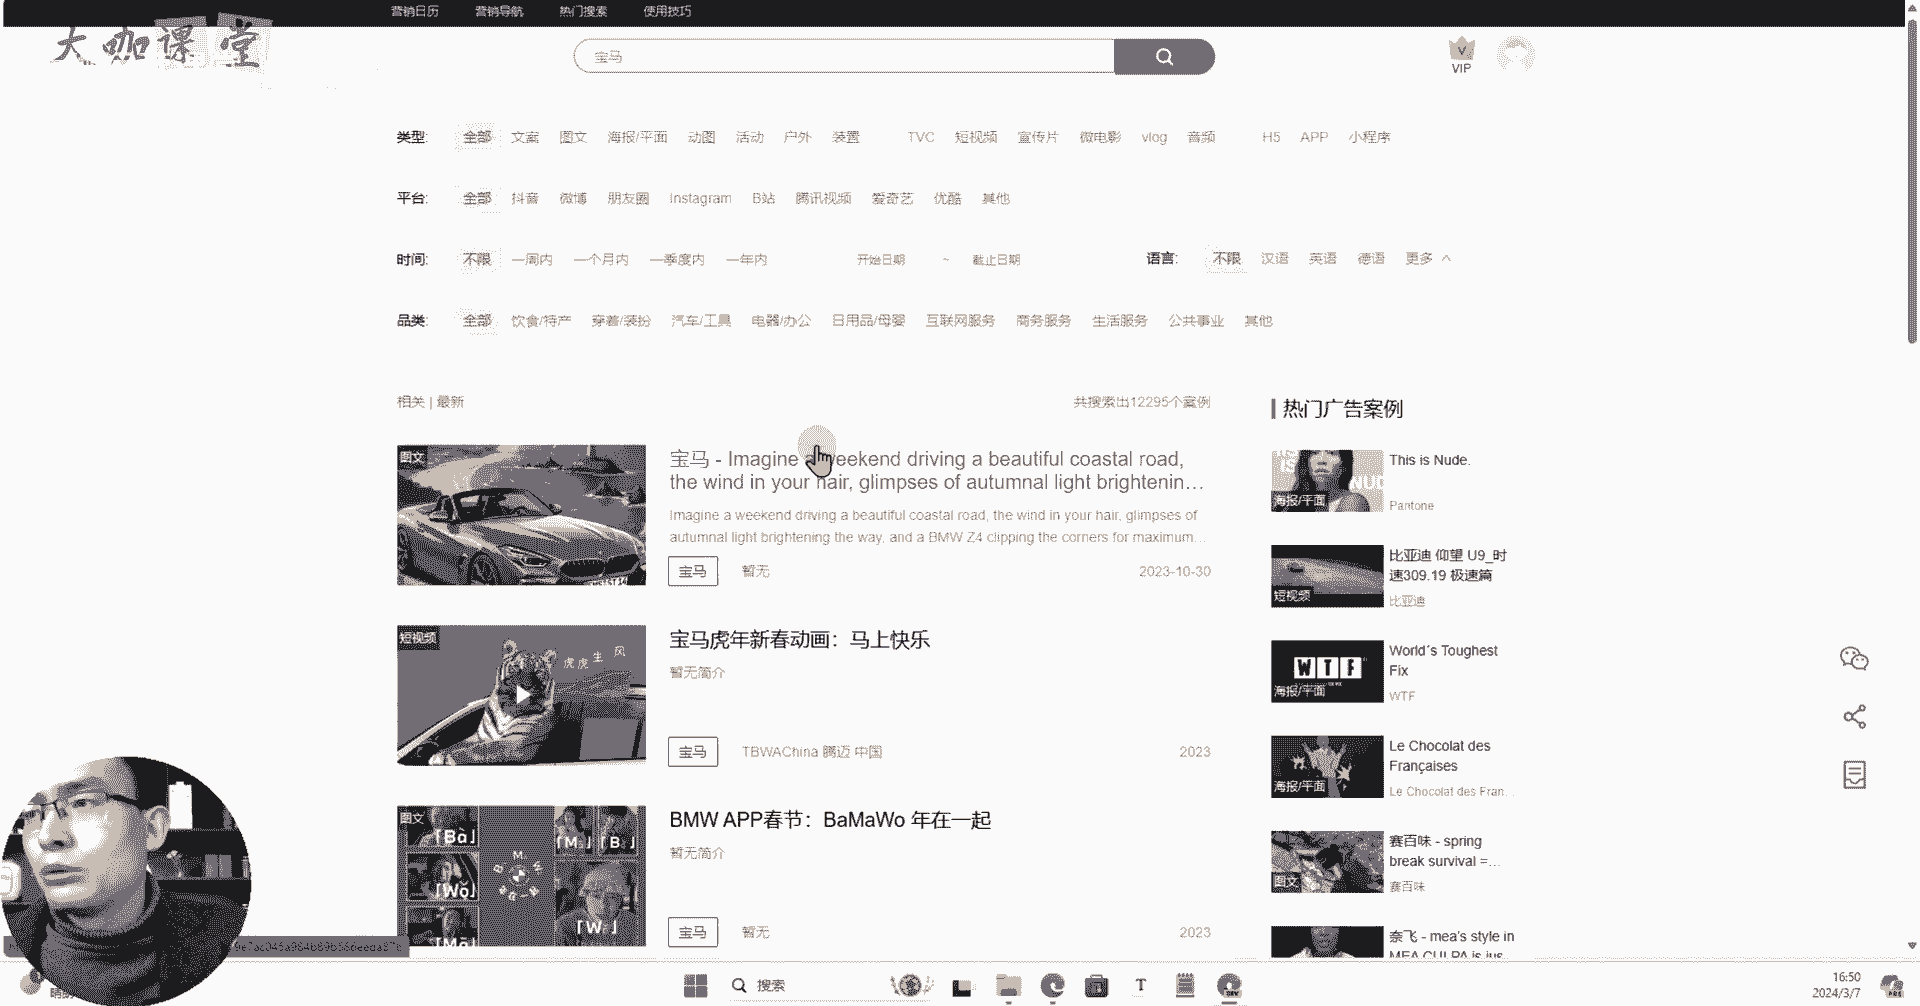 营销日历 营销导航 热门搜索 使用技巧
大咖课堂
宝马
VIP
类型: 全部 文案 图文 海报/平面 动图 活动 户外 装置 TVC 短视频 宣传片 微电影 vlog 音频 H5 APP 小程序
平台: 全部 抖音 微博 朋友圈 Instagram B站 腾讯视频 爱奇艺 优酷 其他
时间: 不限 一周内 一个月内 一季度内 一年内 开始日期 ~ 截止日期 语言: 不限 汉语 英语 德语 更多
品类: 全部 饮食/特产 穿着/装扮 汽车/工具 电器/办公 日用品/母婴 互联网服务 商务服务 生活服务 公共事业 其他
相关 | 最新 共搜索出12295个案例
图文
宝马 - Imagine a weekend driving a beautiful coastal road,
the wind in your hair, glimpses of autumnal light brightenin…
Imagine a weekend driving a beautiful coastal road, the wind in your hair, glimpses of
autumnal light brightening the way, and a BMW Z4 clipping the corners for maximum…
宝马 暂无 2023-10-30
短视频
虎虎生风
宝马虎年新春动画：马上快乐
暂无简介
宝马 TBWAChina 腾迈 中国 2023
图文
「Bà」
「M」 「B」
「Wǒ」
「W」
「Mǎ」
BMW APP春节：BaMaWo 年在一起
暂无简介
宝马 暂无 2023
热门广告案例
海报/平面
This is Nude.
Pantone
短视频
比亚迪 仰望 U9_时
速309.19 极速篇
比亚迪
WTF
海报/平面
World´s Toughest
Fix
WTF
海报/平面
Le Chocolat des
Françaises
Le Chocolat des Fran…
图文
赛百味 - spring
break survival =…
赛百味
奈飞 - mea's style in
MEA CULPA is jus
搜索
T
16:50
2024/3/7